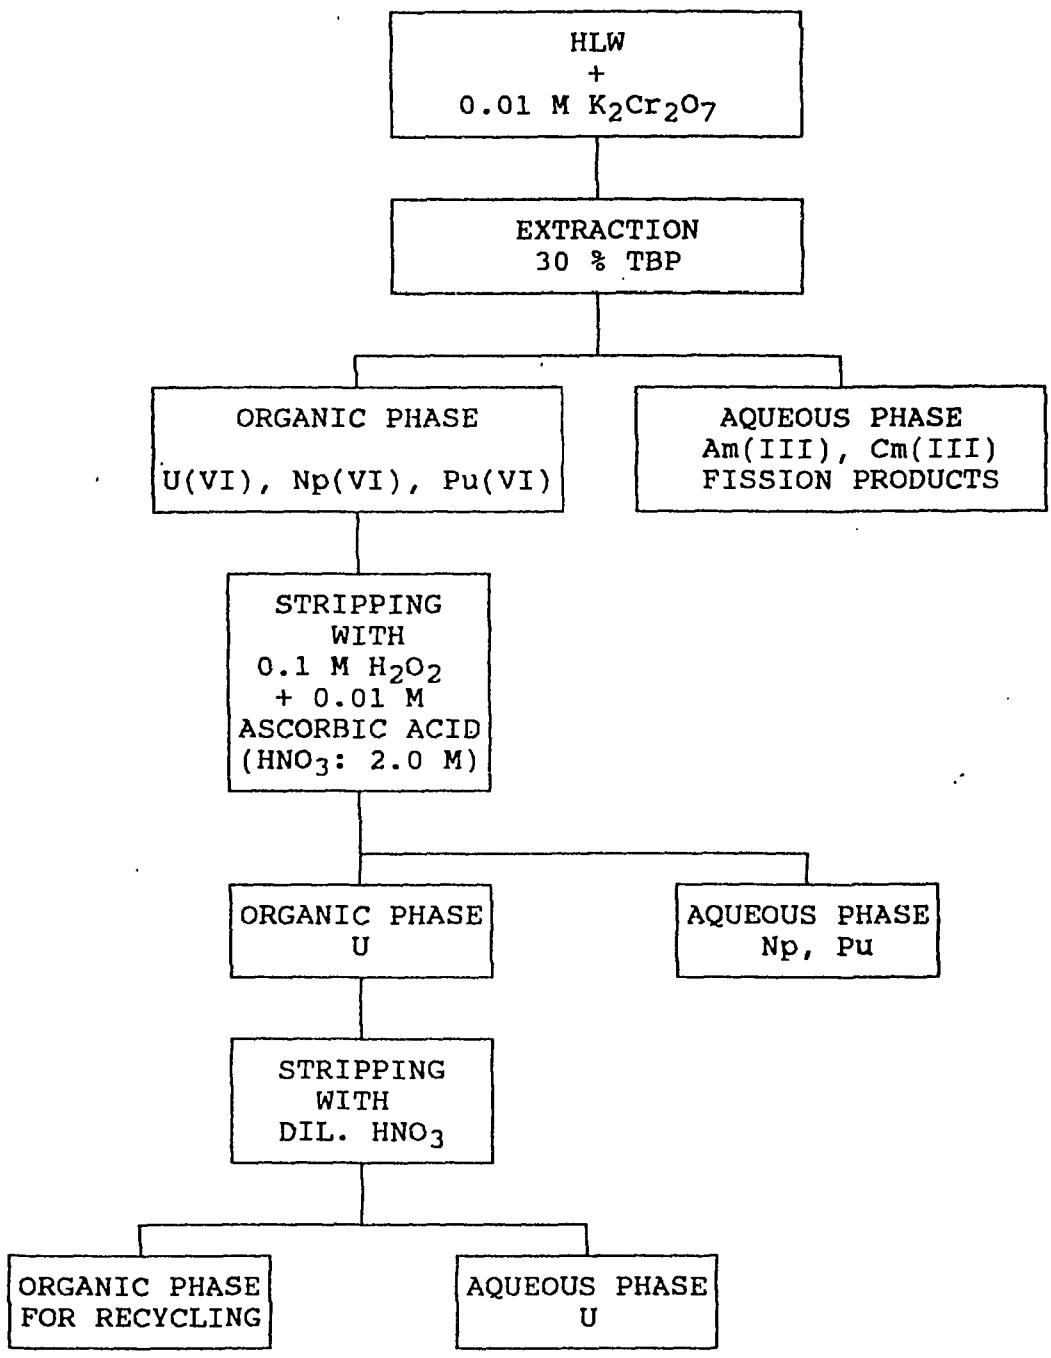 HLW
+
0.01 M K₂Cr₂O₇
EXTRACTION
30 % TBP
ORGANIC PHASE
U(VI), Np(VI), Pu(VI)
AQUEOUS PHASE
Am(III), Cm(III)
FISSION PRODUCTS
STRIPPING
WITH
0.1 M H₂O₂
+ 0.01 M
ASCORBIC ACID
(HNO₃: 2.0 M)
ORGANIC PHASE
U
AQUEOUS PHASE
Np, Pu
STRIPPING
WITH
DIL. HNO₃
ORGANIC PHASE
FOR RECYCLING
AQUEOUS PHASE
U